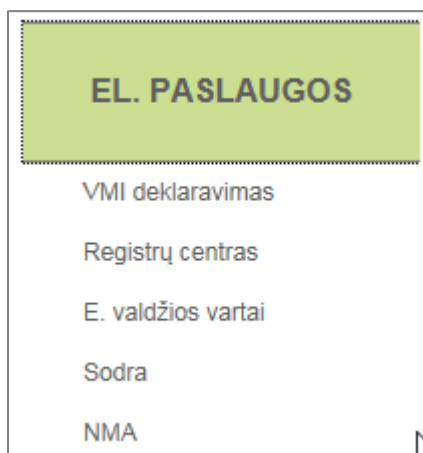 EL. PASLAUGOS
VMI deklaravimas
Registrų centras
E. valdžios vartai
Sodra
NMA